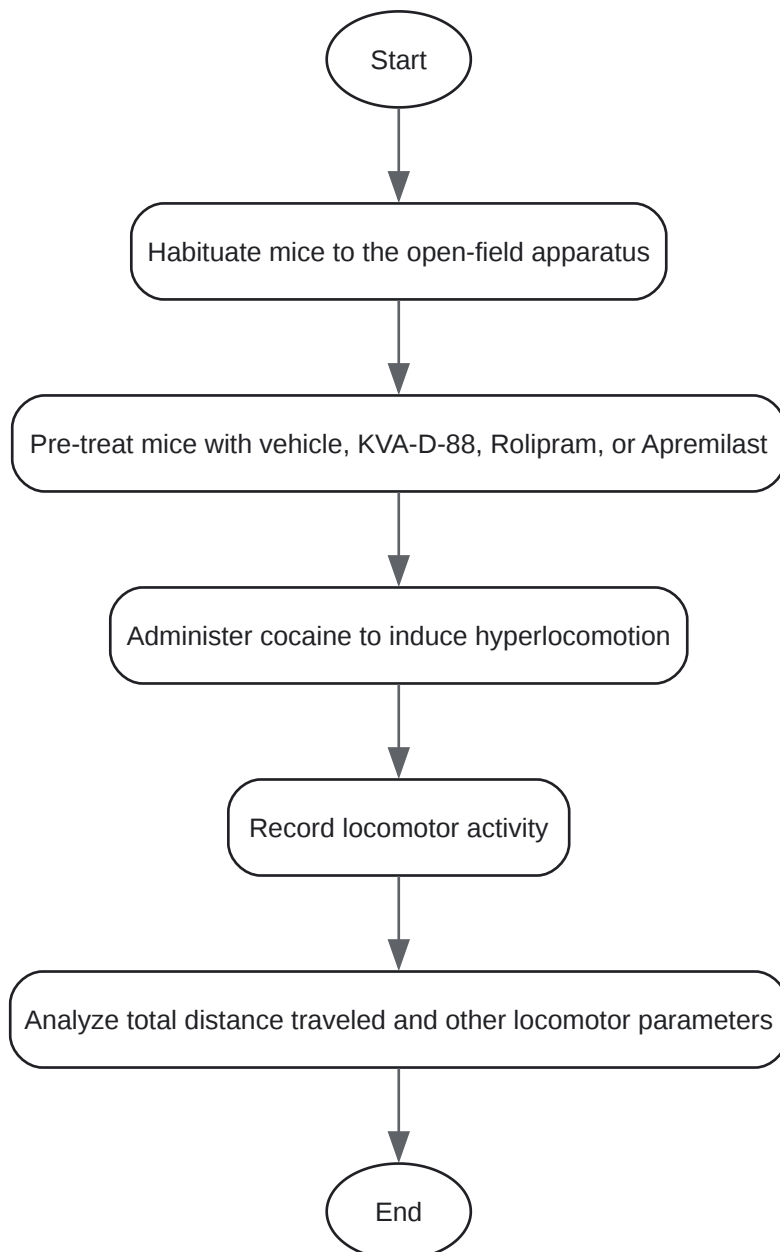 Start
Habituate mice to the open-field apparatus
Pre-treat mice with vehicle, KVA-D-88, Rolipram, or Apremilast
Administer cocaine to induce hyperlocomotion
Record locomotor activity
Analyze total distance traveled and other locomotor parameters
End